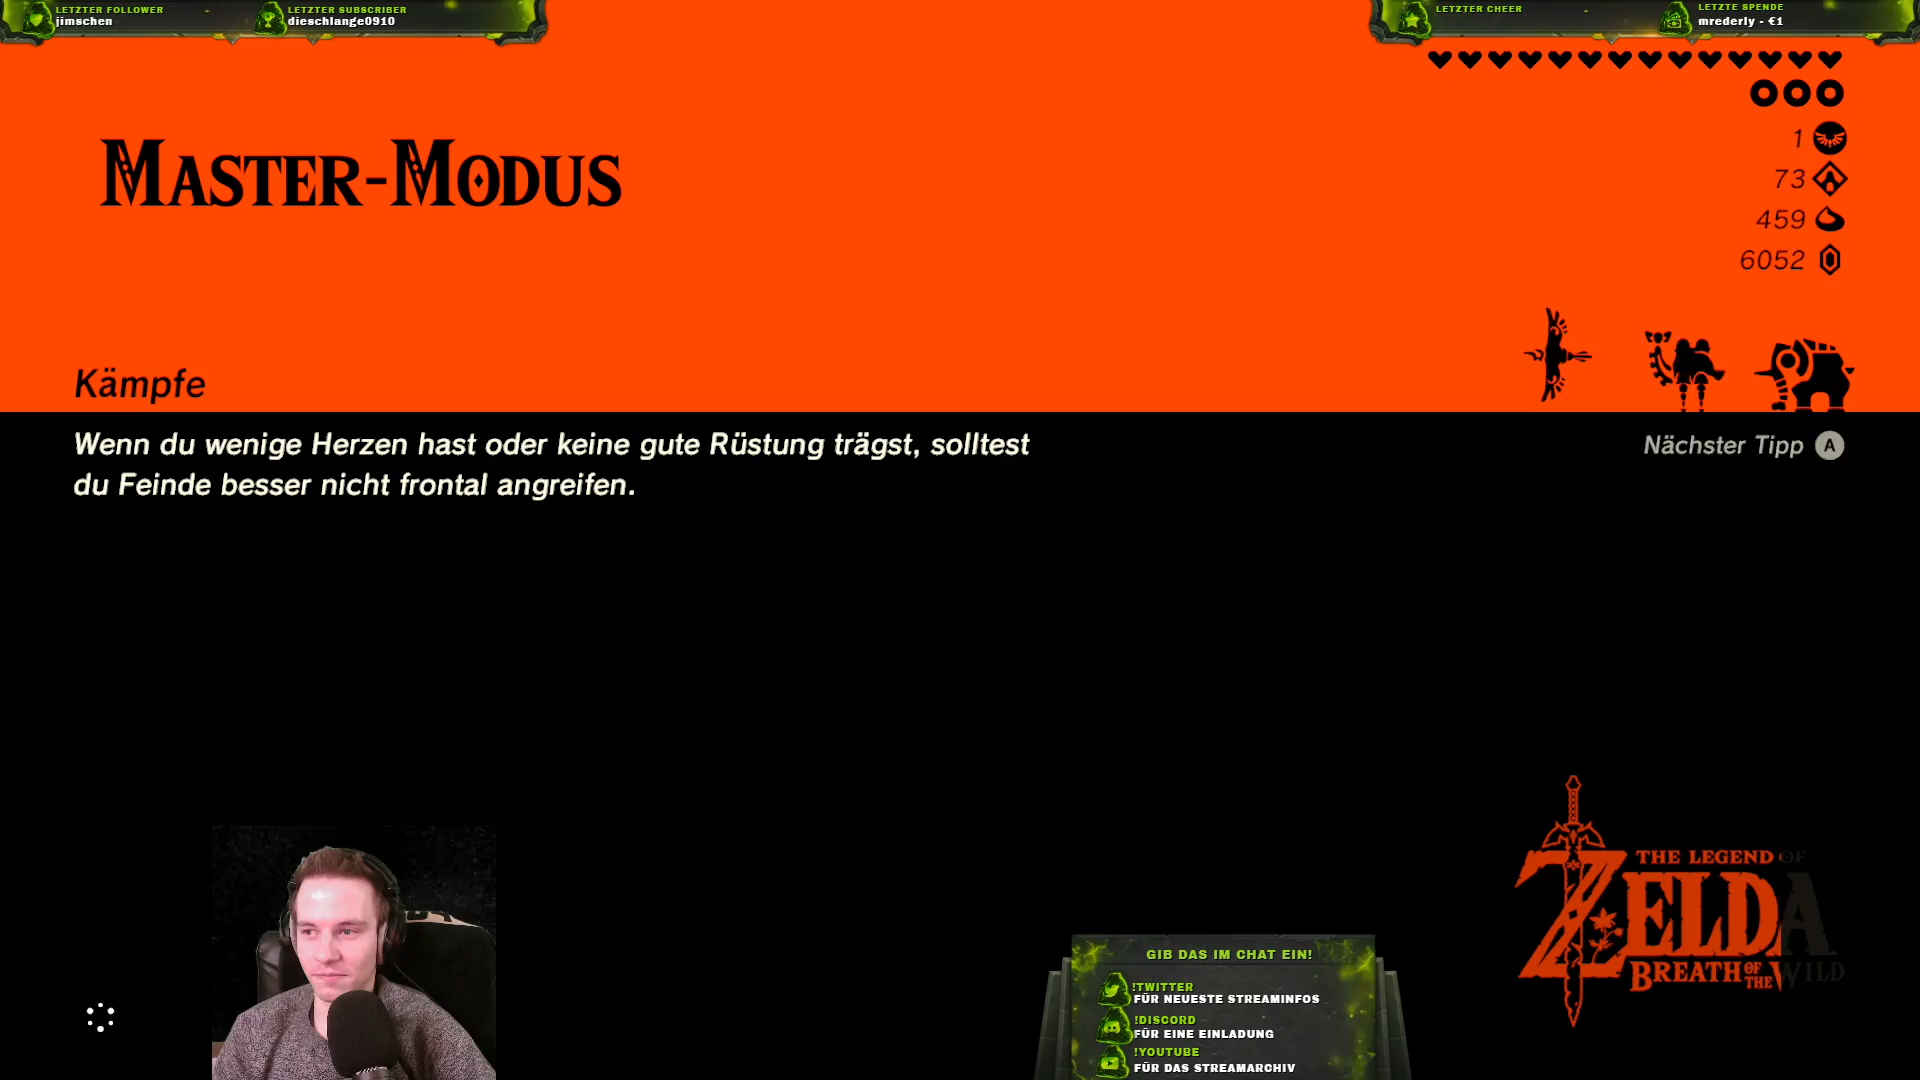 LETZTER FOLLOWER
jimschen
LETZTER SUBSCRIBER
dieschlange0910
LETZTER CHEER
-
LETZTE SPENDE
mrederly - €1
MASTER-MODUS
1
73
459
6052
Kämpfe
Wenn du wenige Herzen hast oder keine gute Rüstung trägst, solltest
du Feinde besser nicht frontal angreifen.
Nächster Tipp A
THE LEGEND OF
ZELDA
BREATH OF THE WILD
GIB DAS IM CHAT EIN!
!TWITTER
FÜR NEUESTE STREAMINFOS
!DISCORD
FÜR EINE EINLADUNG
!YOUTUBE
FÜR DAS STREAMARCHIV